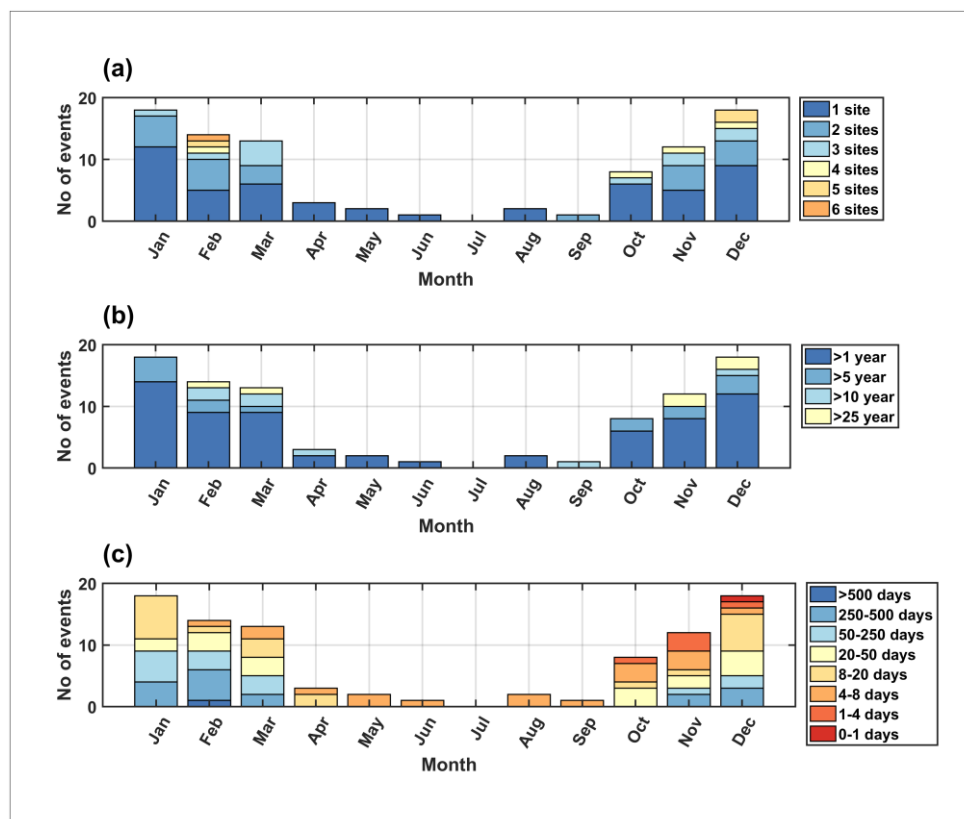 (a)
20
10
0
No of events
Jan Feb Mar Apr May Jun Jul Aug Sep Oct Nov Dec
Month
1 site
2 sites
3 sites
4 sites
5 sites
6 sites
(b)
20
10
0
No of events
Jan Feb Mar Apr May Jun Jul Aug Sep Oct Nov Dec
Month
>1 year
>5 year
>10 year
>25 year
(c)
20
10
0
No of events
Jan Feb Mar Apr May Jun Jul Aug Sep Oct Nov Dec
Month
>500 days
250-500 days
50-250 days
20-50 days
8-20 days
4-8 days
1-4 days
0-1 days